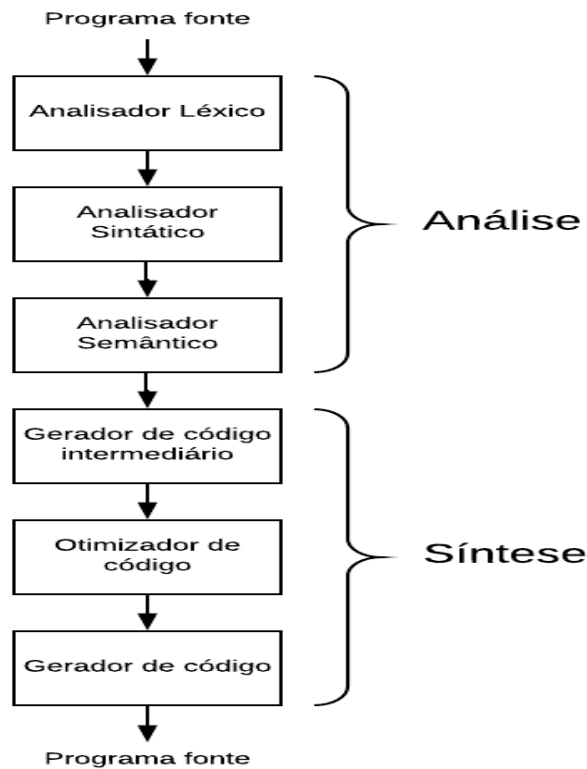 Programa fonte
Analisador Léxico
Analisador
Sintático
Análise
Analisador
Semântico
Gerador de código
intermediário
Otimizador de
código
Síntese
Gerador de código
Programa fonte